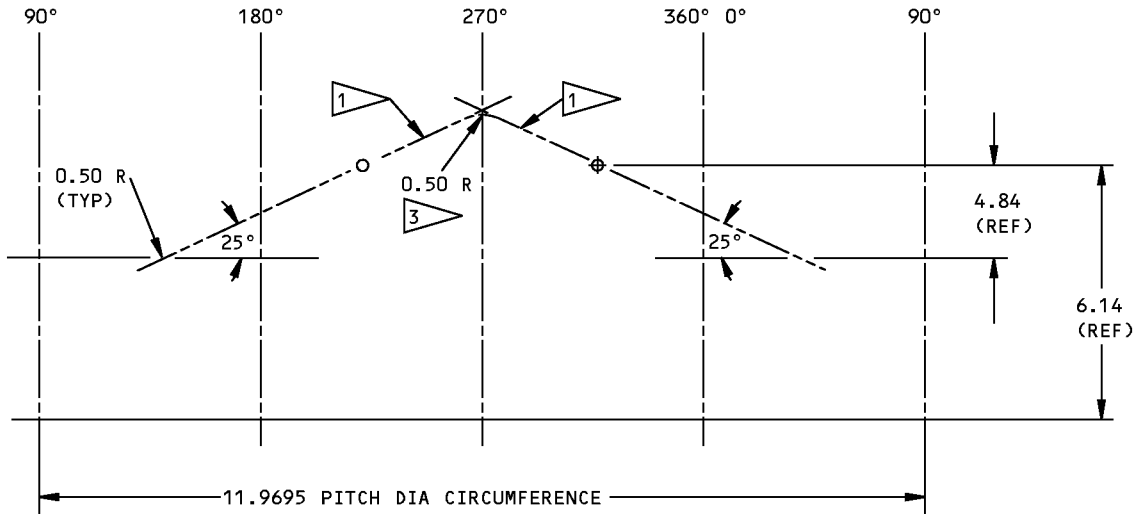 90° 180° 270° 360° 0° 90°
1
1
0.50 R
(TYP)
0.50 R
3
4.84
(REF)
25°
25°
6.14
(REF)
11.9695 PITCH DIA CIRCUMFERENCE